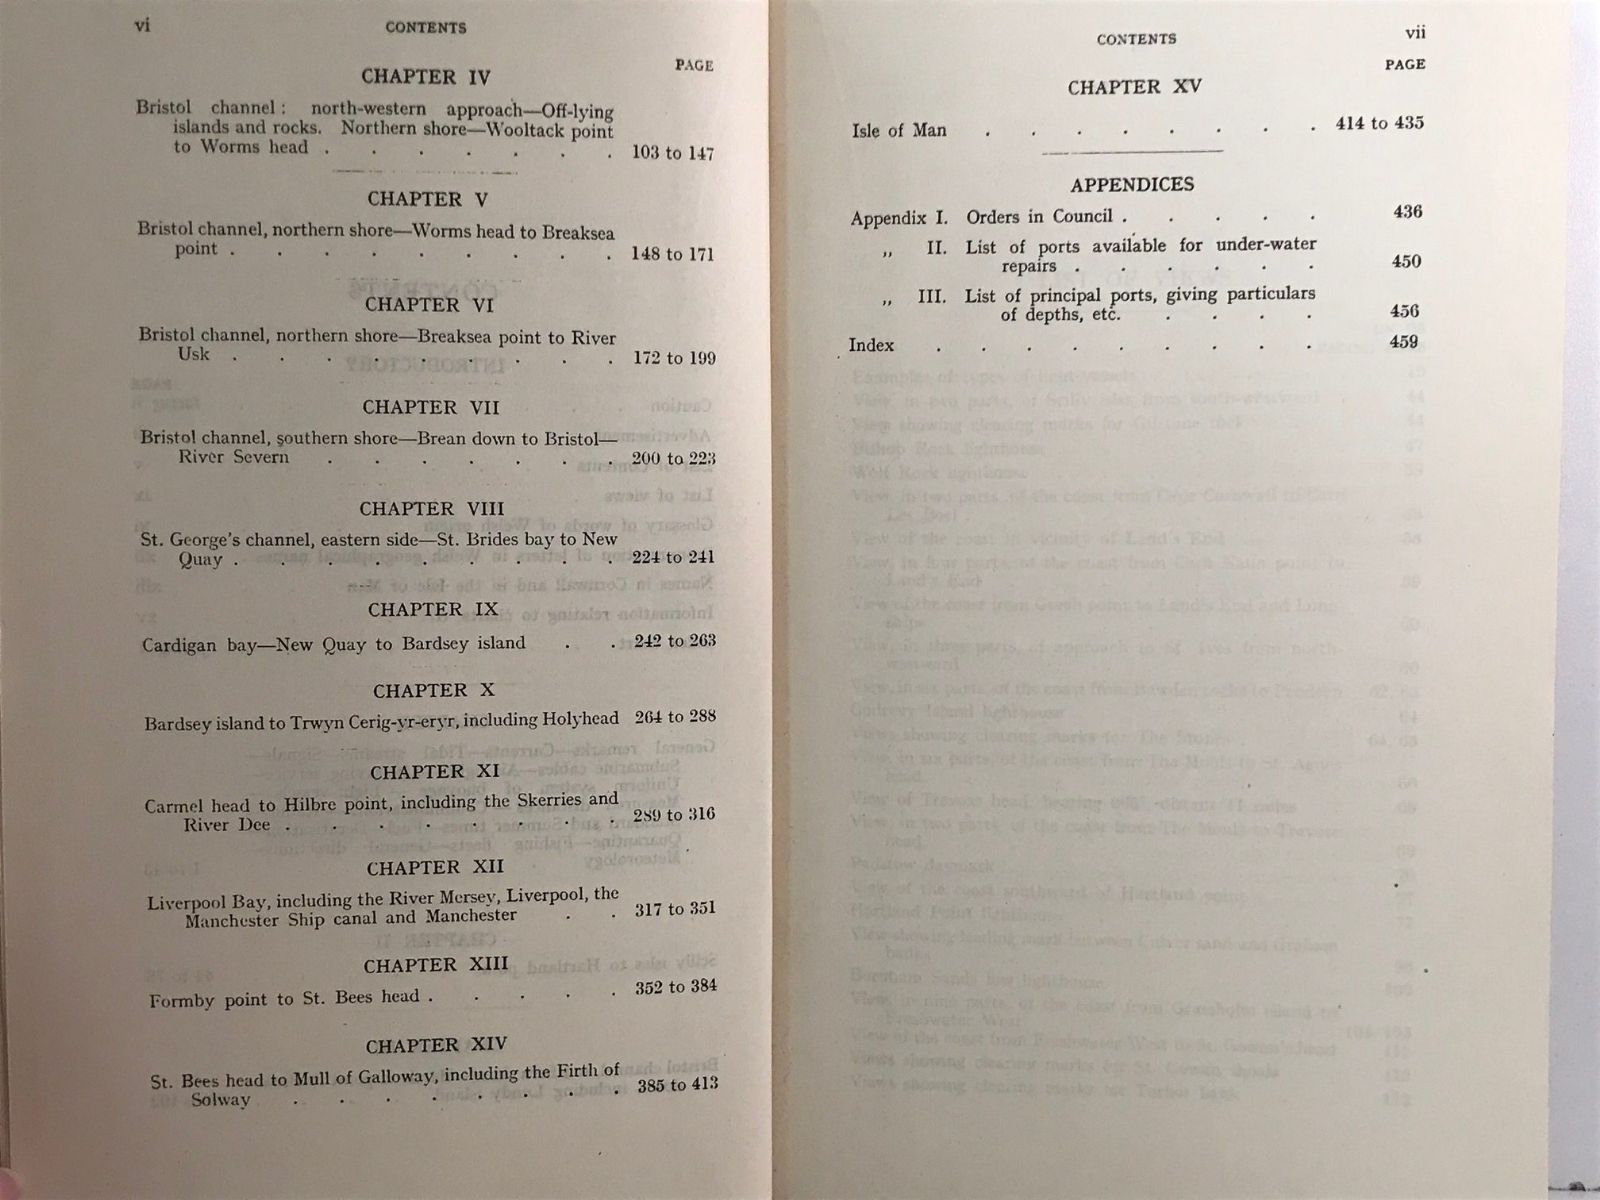 vi
CONTENTS
PAGE
CHAPTER IV
Bristol channel : north-western approach—Off-lying
islands and rocks. Northern shore—Wooltack point
to Worms head . . . . . . . 103 to 147
CHAPTER V
Bristol channel, northern shore—Worms head to Breaksea
point . . . . . . . . . 148 to 171
CHAPTER VI
Bristol channel, northern shore—Breaksea point to River
Usk . . . . . . . . . 172 to 199
CHAPTER VII
Bristol channel, southern shore—Brean down to Bristol—
River Severn . . . . . . . 200 to 223
CHAPTER VIII
St. George's channel, eastern side—St. Brides bay to New
Quay . . . . . . . . . 224 to 241
CHAPTER IX
Cardigan bay—New Quay to Bardsey island . . 242 to 263
CHAPTER X
Bardsey island to Trwyn Cerig-yr-eryr, including Holyhead 264 to 288
CHAPTER XI
Carmel head to Hilbre point, including the Skerries and
River Dee . . . . . . . . 289 to 316
CHAPTER XII
Liverpool Bay, including the River Mersey, Liverpool, the
Manchester Ship canal and Manchester . . 317 to 351
CHAPTER XIII
Formby point to St. Bees head . . . . . 352 to 384
CHAPTER XIV
St. Bees head to Mull of Galloway, including the Firth of
Solway . . . . . . . . 385 to 413
CONTENTS
vii
PAGE
CHAPTER XV
Isle of Man . . . . . . . . 414 to 435
APPENDICES
Appendix I. Orders in Council . . . . . 436
„ II. List of ports available for under-water
repairs . . . . . . 450
„ III. List of principal ports, giving particulars
of depths, etc. . . . . 456
Index . . . . . . . . . 459